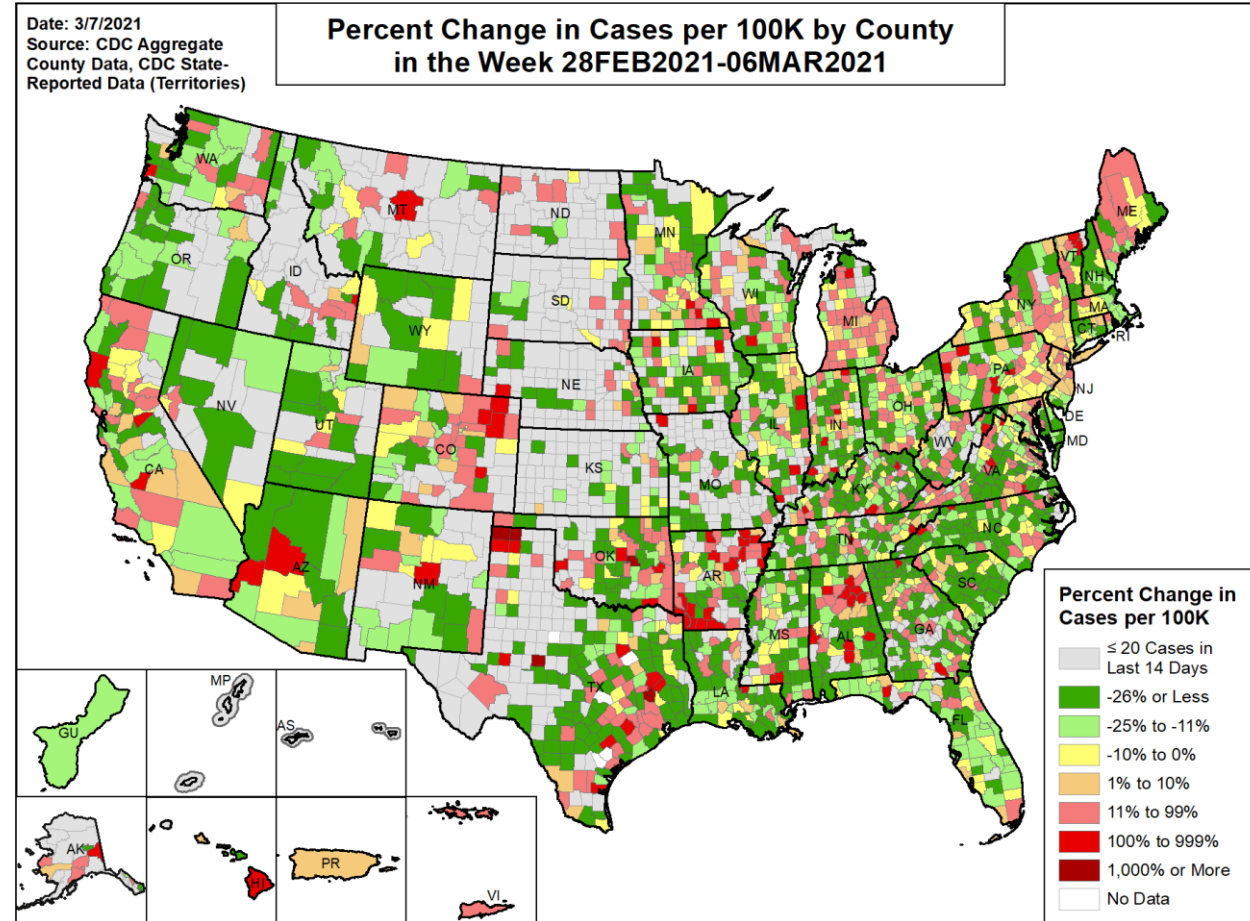 Date: 3/7/2021
Source: CDC Aggregate
County Data, CDC State-
Reported Data (Territories)
Percent Change in Cases per 100K by County
in the Week 28FEB2021-06MAR2021
WA
MT
ND
MN
ME
OR
ID
SD
WI
VT
NH
NY
MA
WY
MI
CT
RI
IA
PA
NE
NJ
NV
OH
UT
IL
IN
DE
CO
WV
MD
CA
KS
MO
VA
KY
NC
TN
OK
AZ
NM
AR
SC
MS
AL
GA
TX
LA
FL
GU
MP
AS
AK
HI
PR
VI
Percent Change in
Cases per 100K
≤ 20 Cases in
Last 14 Days
-26% or Less
-25% to -11%
-10% to 0%
1% to 10%
11% to 99%
100% to 999%
1,000% or More
No Data